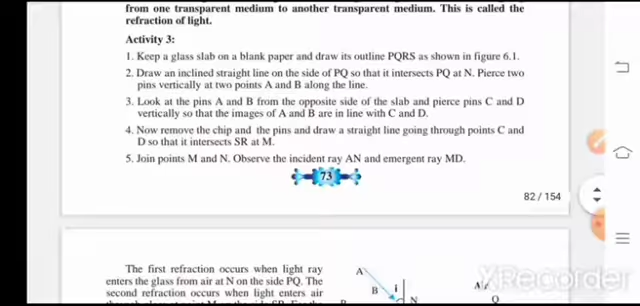 from one transparent medium to another transparent medium. This is called the
refraction of light.
Activity 3:
1. Keep a glass slab on a blank paper and draw its outline PQRS as shown in figure 6.1.
2. Draw an inclined straight line on the side of PQ so that it intersects PQ at N. Pierce two
pins vertically at two points A and B along the line.
3. Look at the pins A and B from the opposite side of the slab and pierce pins C and D
vertically so that the images of A and B are in line with C and D.
4. Now remove the chip and the pins and draw a straight line going through points C and
D so that it intersects SR at M.
5. Join points M and N. Observe the incident ray AN and emergent ray MD.
73
82 / 154
The first refraction occurs when light ray
enters the glass from air at N on the side PQ. The
second refraction occurs when light enters air
A
B i
N
A
Q
XRecorder